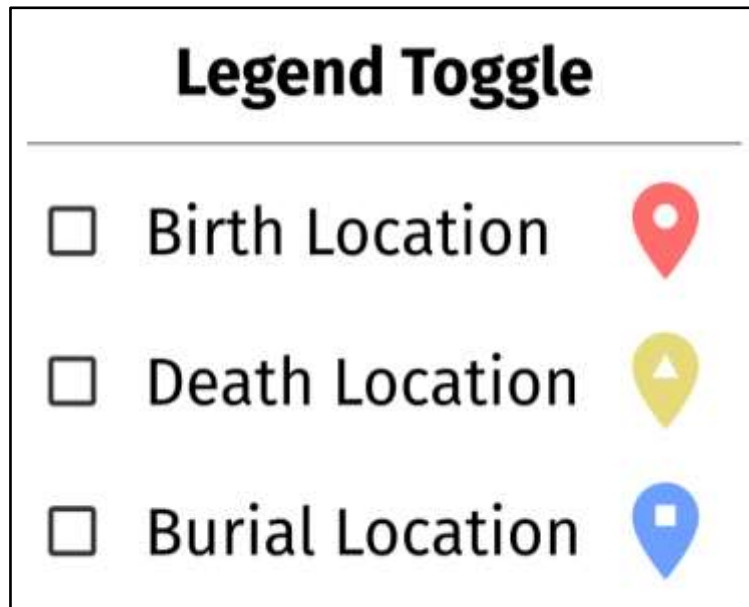 Legend Toggle
Birth Location
Death Location
Burial Location